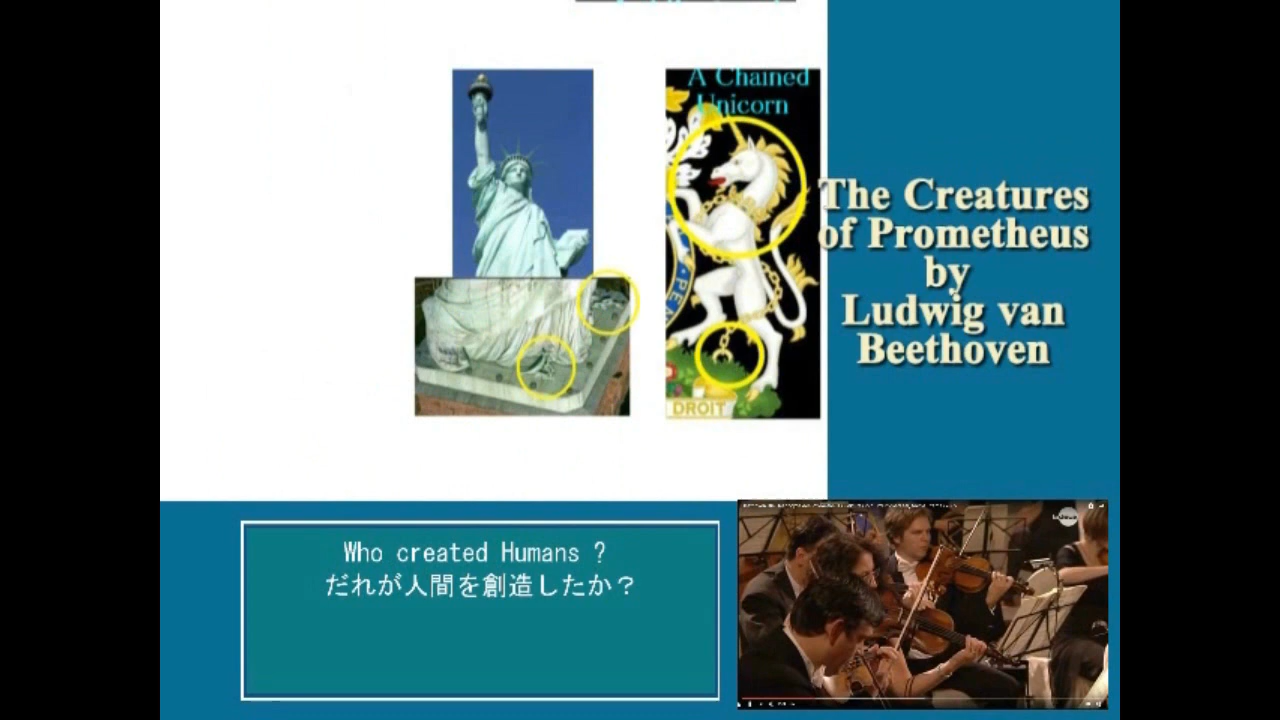 A Chained
Unicorn
PEN
DROIT
The Creatures
of Prometheus
by
Ludwig van
Beethoven
Who created Humans ?
だれが人間を創造したか？